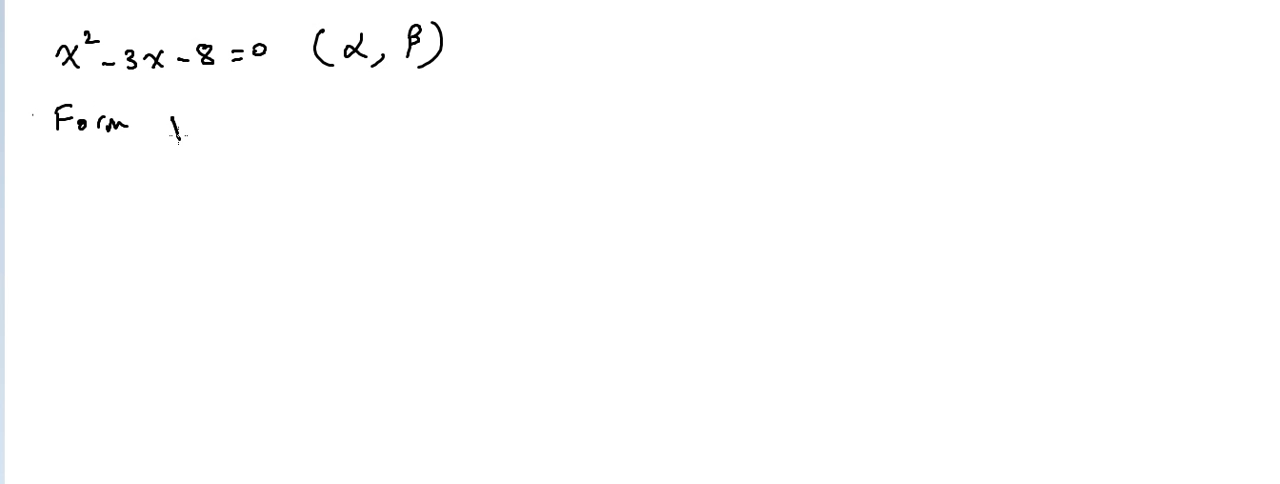 x² - 3x - 8 = 0 (α, β)
Form